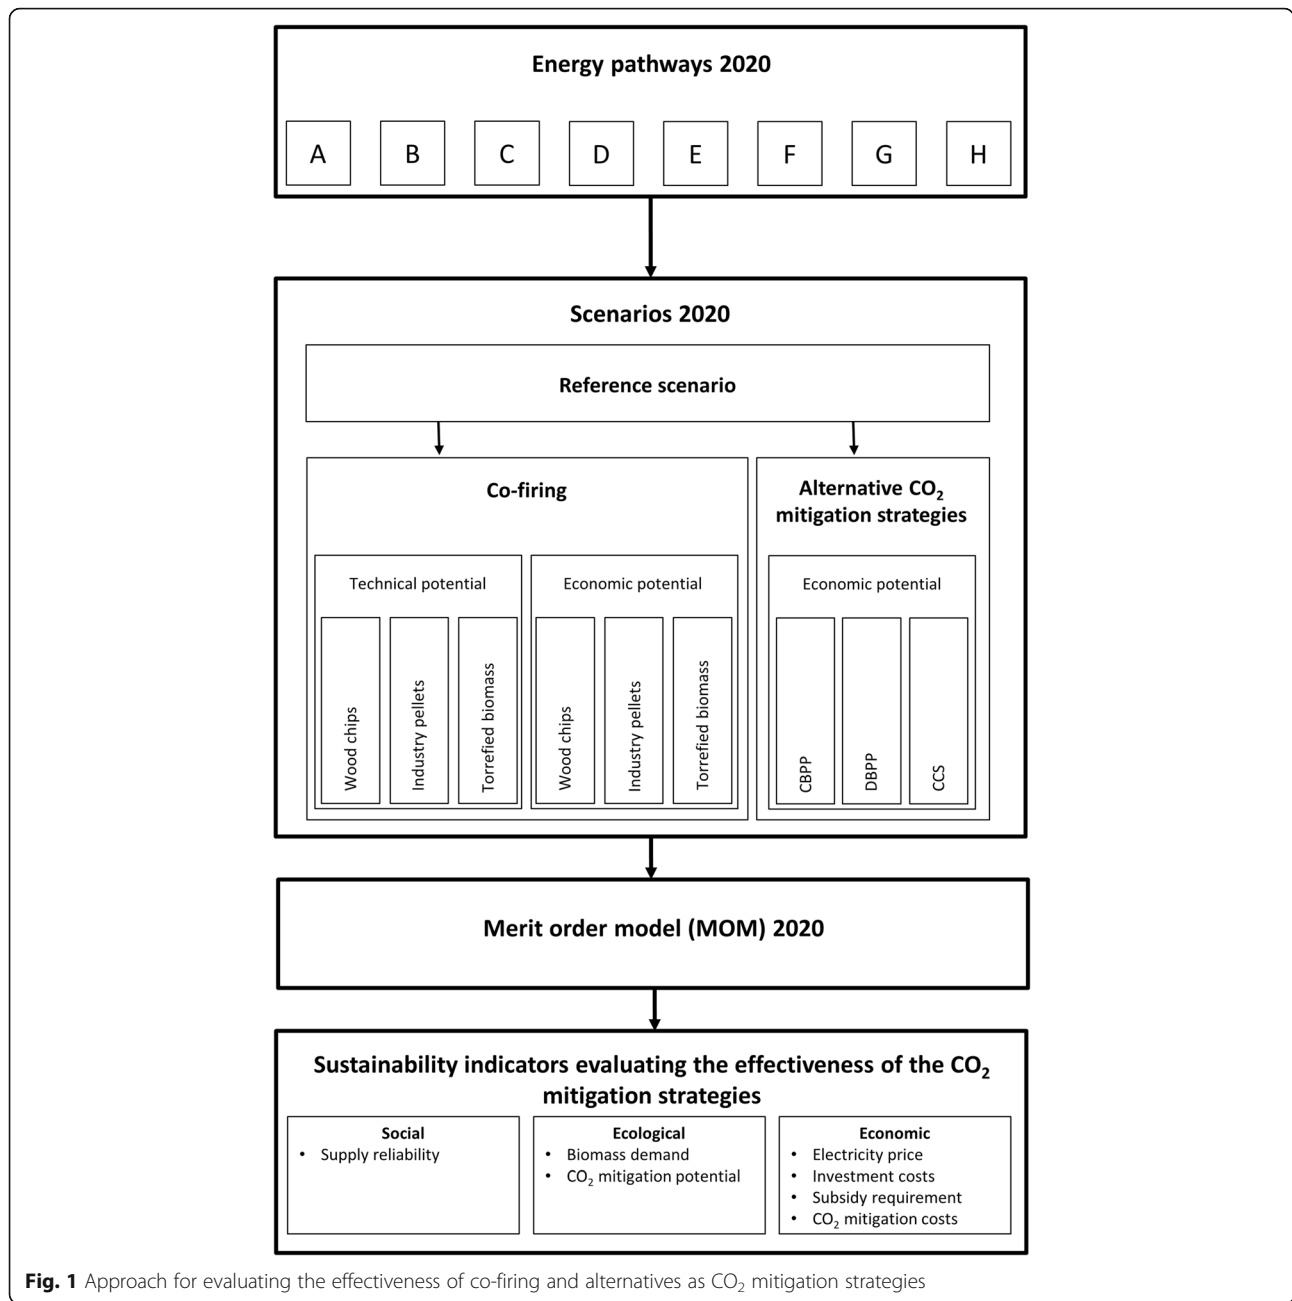 Energy pathways 2020
A B C D E F G H
Scenarios 2020
Reference scenario
Co-firing
Technical potential
Wood chips
Industry pellets
Torrefied biomass
Economic potential
Wood chips
Industry pellets
Torrefied biomass
Alternative CO₂
mitigation strategies
Economic potential
CBPP
DBPP
CCS
Merit order model (MOM) 2020
Sustainability indicators evaluating the effectiveness of the CO₂
mitigation strategies
Social
• Supply reliability
Ecological
• Biomass demand
• CO₂ mitigation potential
Economic
• Electricity price
• Investment costs
• Subsidy requirement
• CO₂ mitigation costs
Fig. 1 Approach for evaluating the effectiveness of co-firing and alternatives as CO₂ mitigation strategies